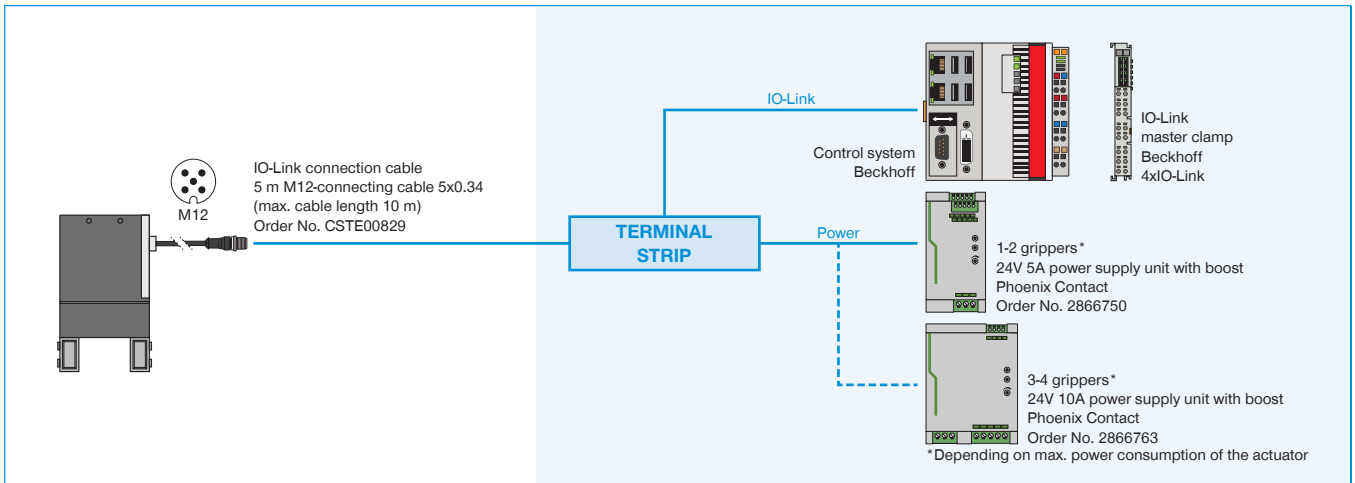 M12
IO-Link connection cable
5 m M12-connecting cable 5x0.34
(max. cable length 10 m)
Order No. CSTE00829
TERMINAL
STRIP
IO-Link
Control system
Beckhoff
IO-Link
master clamp
Beckhoff
4xIO-Link
Power
1-2 grippers*
24V 5A power supply unit with boost
Phoenix Contact
Order No. 2866750
3-4 grippers*
24V 10A power supply unit with boost
Phoenix Contact
Order No. 2866763
*Depending on max. power consumption of the actuator